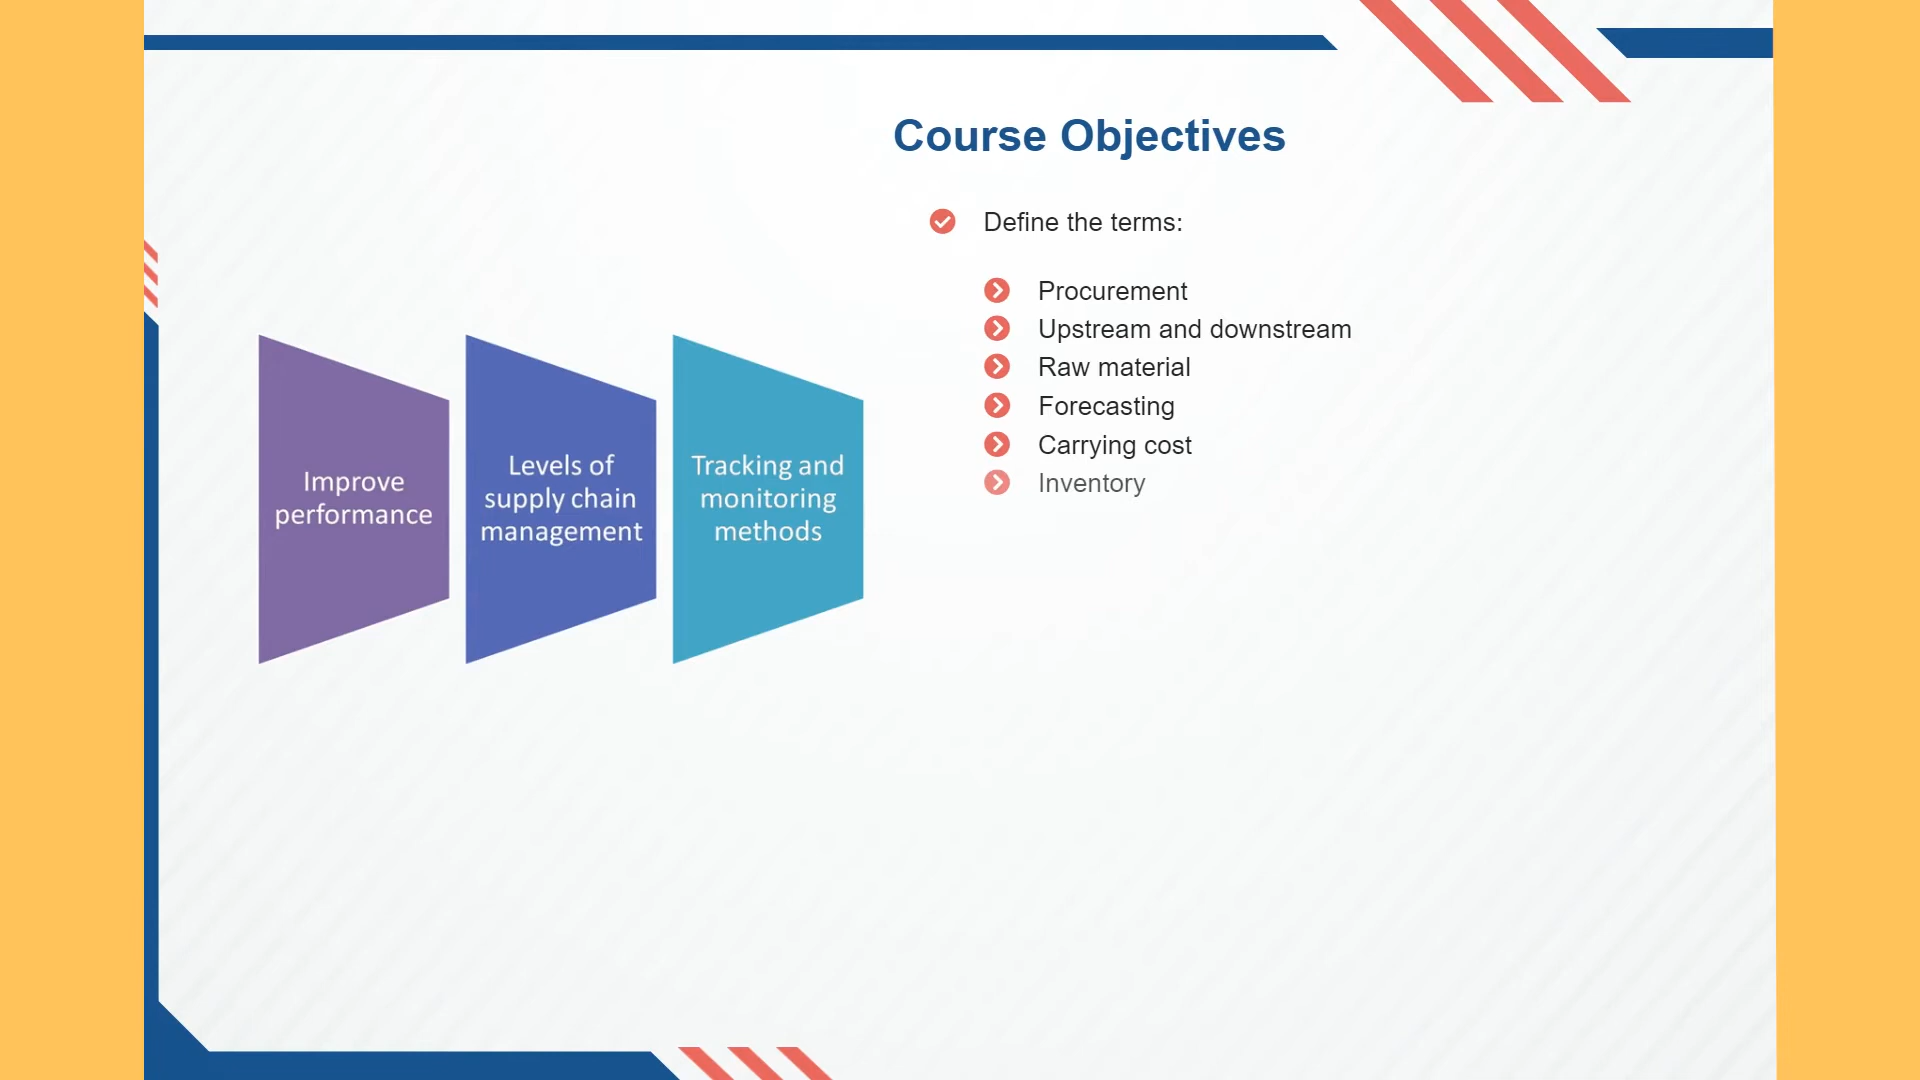 Course Objectives
Define the terms:
Procurement
Upstream and downstream
Raw material
Forecasting
Carrying cost
Inventory
Improve
performance
Levels of
supply chain
management
Tracking and
monitoring
methods